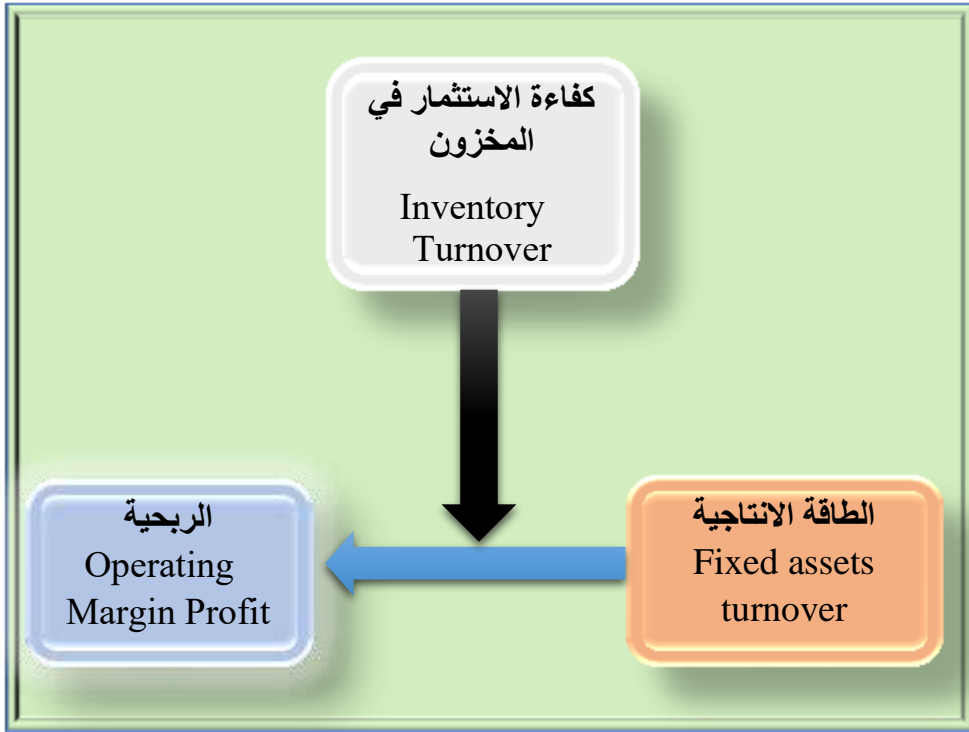 كفاءة الاستثمار في
المخزون
Inventory
Turnover
الطاقة الانتاجية
Fixed assets
turnover
الربحية
Operating
Margin Profit